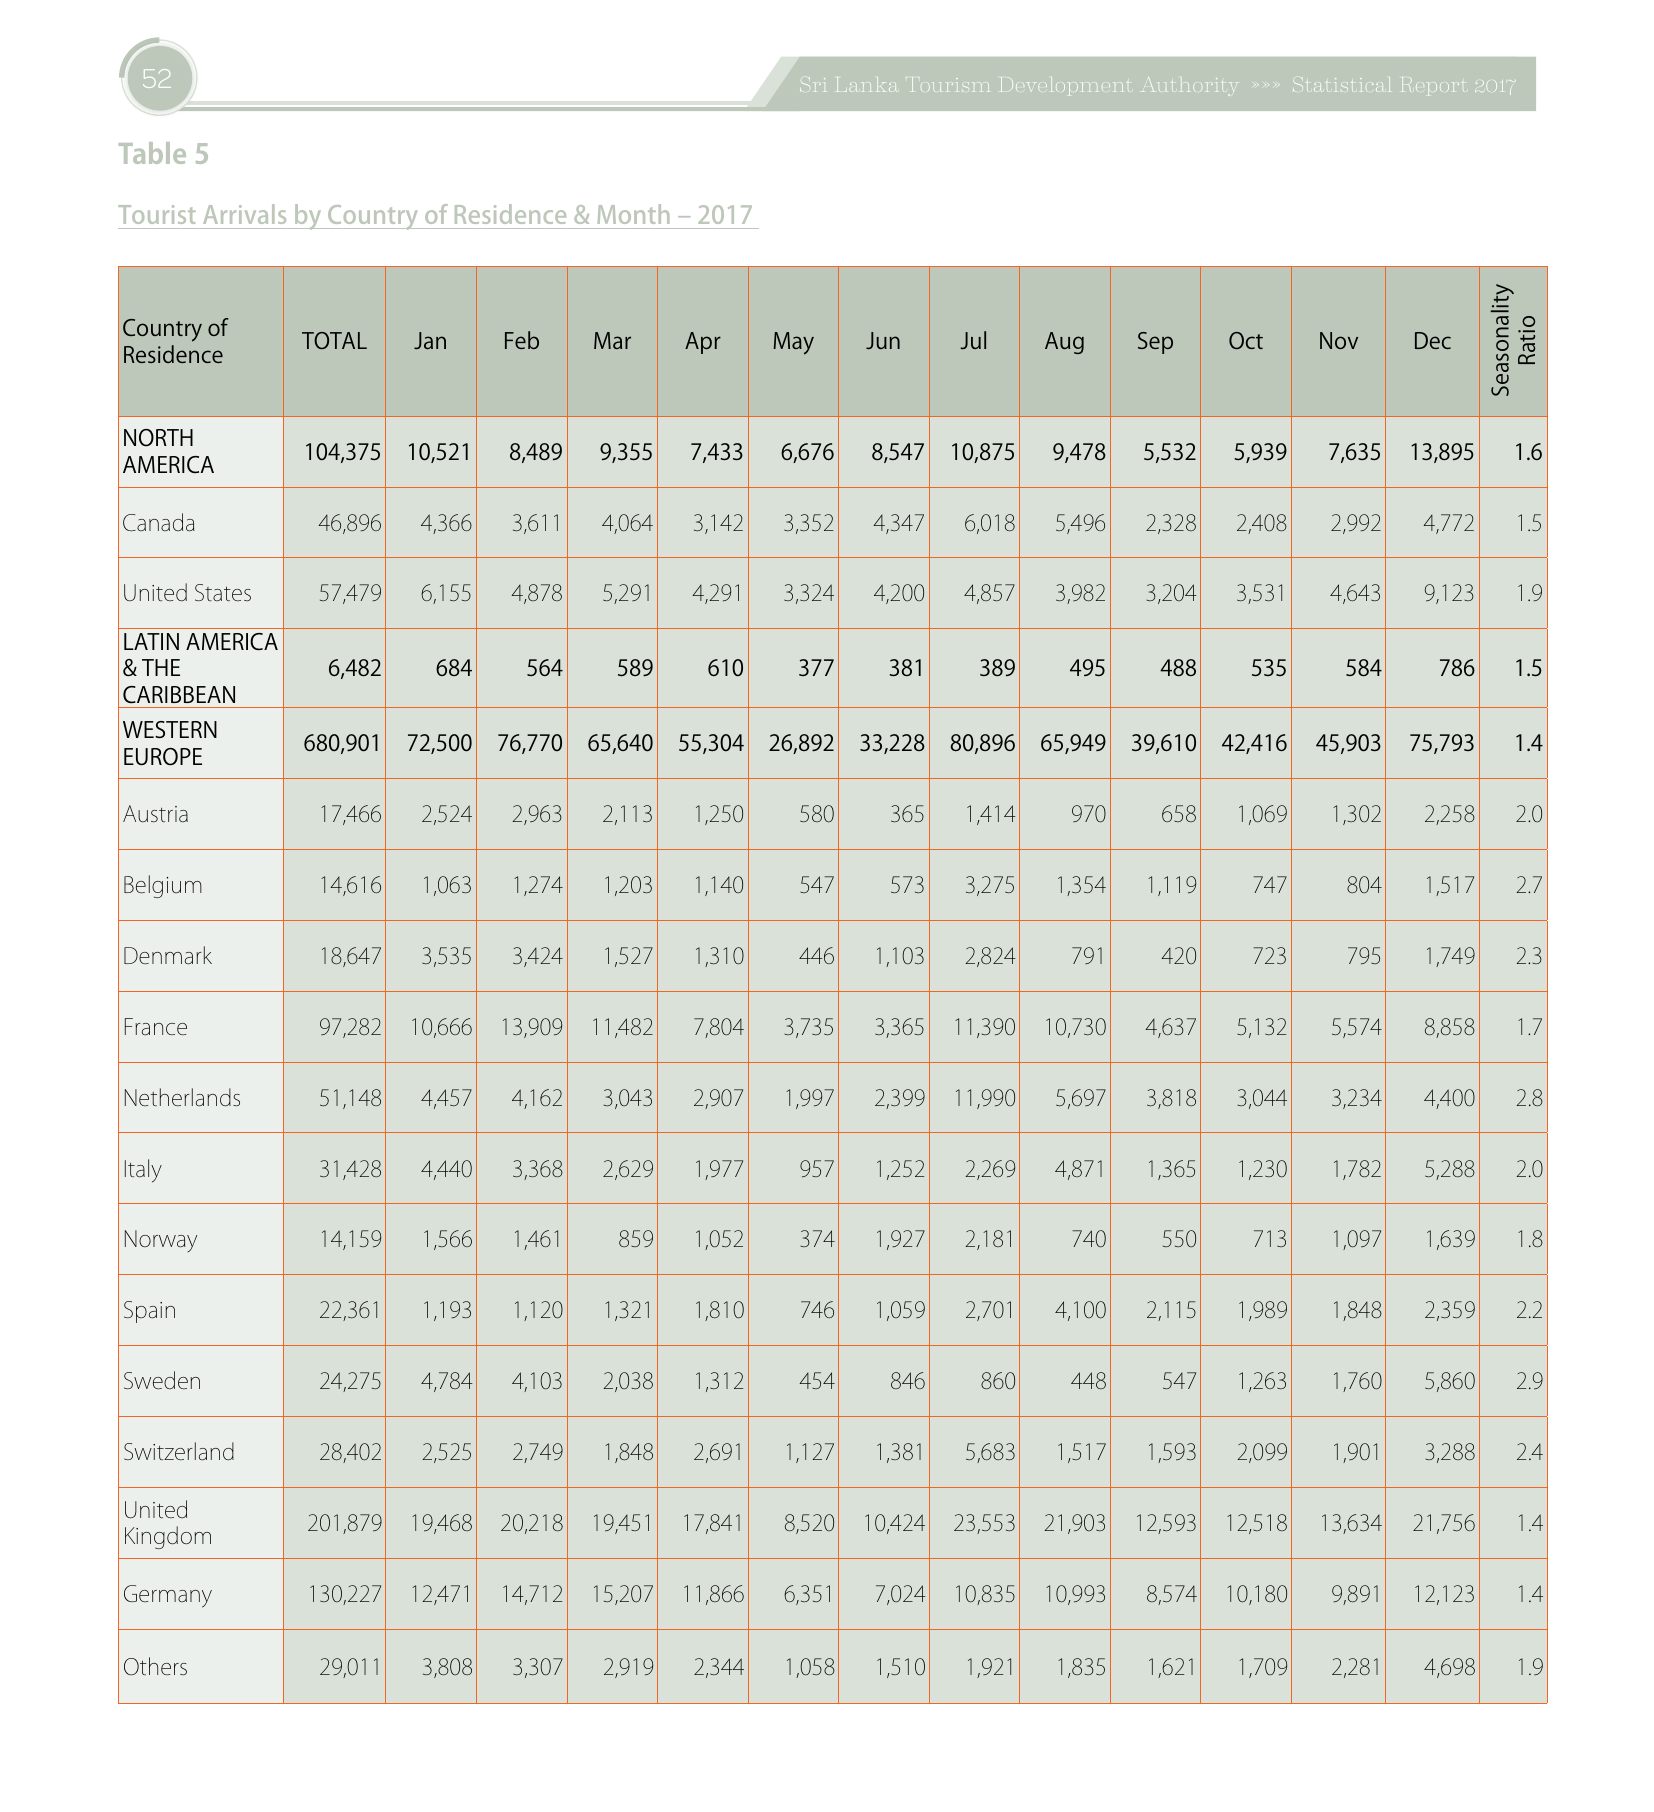 52
Sri Lanka Tourism Development Authority »»» Statistical Report 2017
Table 5
Tourist Arrivals by Country of Residence & Month – 2017
Country of
Residence
TOTAL Jan Feb Mar Apr May Jun Jul Aug Sep Oct Nov Dec
Seasonality
Ratio
NORTH
AMERICA
104,375 10,521 8,489 9,355 7,433 6,676 8,547 10,875 9,478 5,532 5,939 7,635 13,895 1.6
Canada 46,896 4,366 3,611 4,064 3,142 3,352 4,347 6,018 5,496 2,328 2,408 2,992 4,772 1.5
United States 57,479 6,155 4,878 5,291 4,291 3,324 4,200 4,857 3,982 3,204 3,531 4,643 9,123 1.9
LATIN AMERICA
& THE
CARIBBEAN
6,482 684 564 589 610 377 381 389 495 488 535 584 786 1.5
WESTERN
EUROPE
680,901 72,500 76,770 65,640 55,304 26,892 33,228 80,896 65,949 39,610 42,416 45,903 75,793 1.4
Austria 17,466 2,524 2,963 2,113 1,250 580 365 1,414 970 658 1,069 1,302 2,258 2.0
Belgium 14,616 1,063 1,274 1,203 1,140 547 573 3,275 1,354 1,119 747 804 1,517 2.7
Denmark 18,647 3,535 3,424 1,527 1,310 446 1,103 2,824 791 420 723 795 1,749 2.3
France 97,282 10,666 13,909 11,482 7,804 3,735 3,365 11,390 10,730 4,637 5,132 5,574 8,858 1.7
Netherlands 51,148 4,457 4,162 3,043 2,907 1,997 2,399 11,990 5,697 3,818 3,044 3,234 4,400 2.8
Italy 31,428 4,440 3,368 2,629 1,977 957 1,252 2,269 4,871 1,365 1,230 1,782 5,288 2.0
Norway 14,159 1,566 1,461 859 1,052 374 1,927 2,181 740 550 713 1,097 1,639 1.8
Spain 22,361 1,193 1,120 1,321 1,810 746 1,059 2,701 4,100 2,115 1,989 1,848 2,359 2.2
Sweden 24,275 4,784 4,103 2,038 1,312 454 846 860 448 547 1,263 1,760 5,860 2.9
Switzerland 28,402 2,525 2,749 1,848 2,691 1,127 1,381 5,683 1,517 1,593 2,099 1,901 3,288 2.4
United
Kingdom
201,879 19,468 20,218 19,451 17,841 8,520 10,424 23,553 21,903 12,593 12,518 13,634 21,756 1.4
Germany 130,227 12,471 14,712 15,207 11,866 6,351 7,024 10,835 10,993 8,574 10,180 9,891 12,123 1.4
Others 29,011 3,808 3,307 2,919 2,344 1,058 1,510 1,921 1,835 1,621 1,709 2,281 4,698 1.9